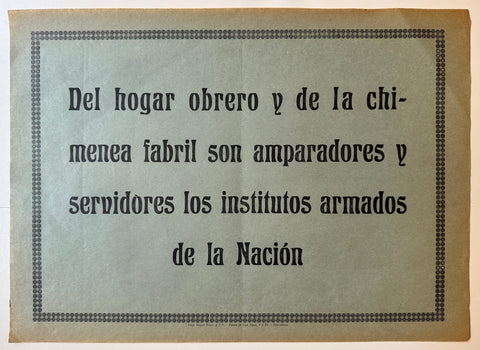 Del hogar obrero y de la chi-
menea fabril son amparadores y
servidores los institutos armados
de la Nación